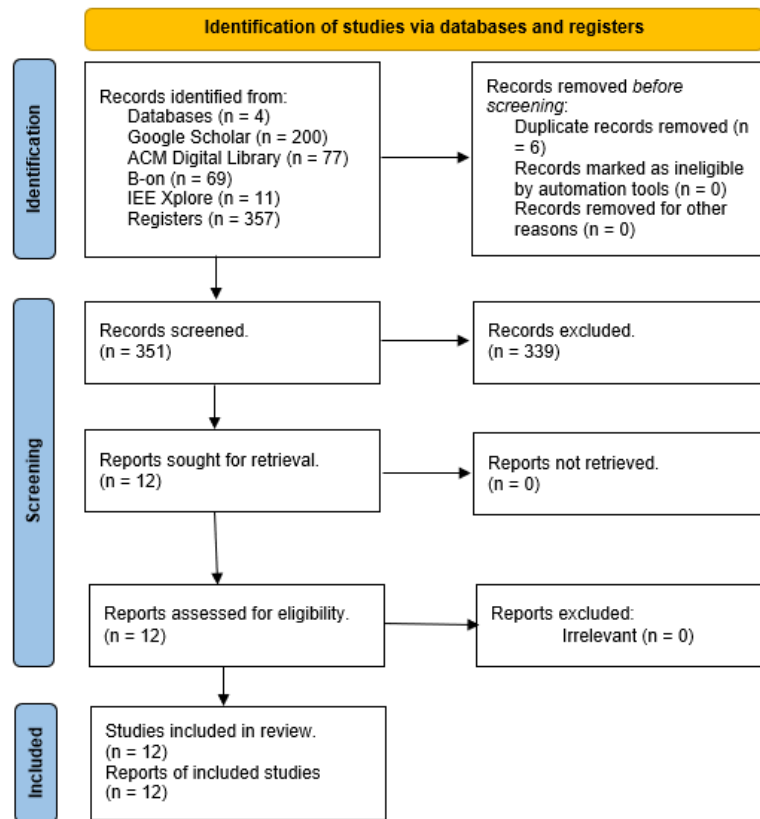 Identification of studies via databases and registers
Identification
Records identified from:
Databases (n = 4)
Google Scholar (n = 200)
ACM Digital Library (n = 77)
B-on (n = 69)
IEE Xplore (n = 11)
Registers (n = 357)
Records removed before
screening:
Duplicate records removed (n
= 6)
Records marked as ineligible
by automation tools (n = 0)
Records removed for other
reasons (n = 0)
Screening
Records screened.
(n = 351)
Records excluded.
(n = 339)
Reports sought for retrieval.
(n = 12)
Reports not retrieved.
(n = 0)
Reports assessed for eligibility.
(n = 12)
Reports excluded:
Irrelevant (n = 0)
Included
Studies included in review.
(n = 12)
Reports of included studies
(n = 12)